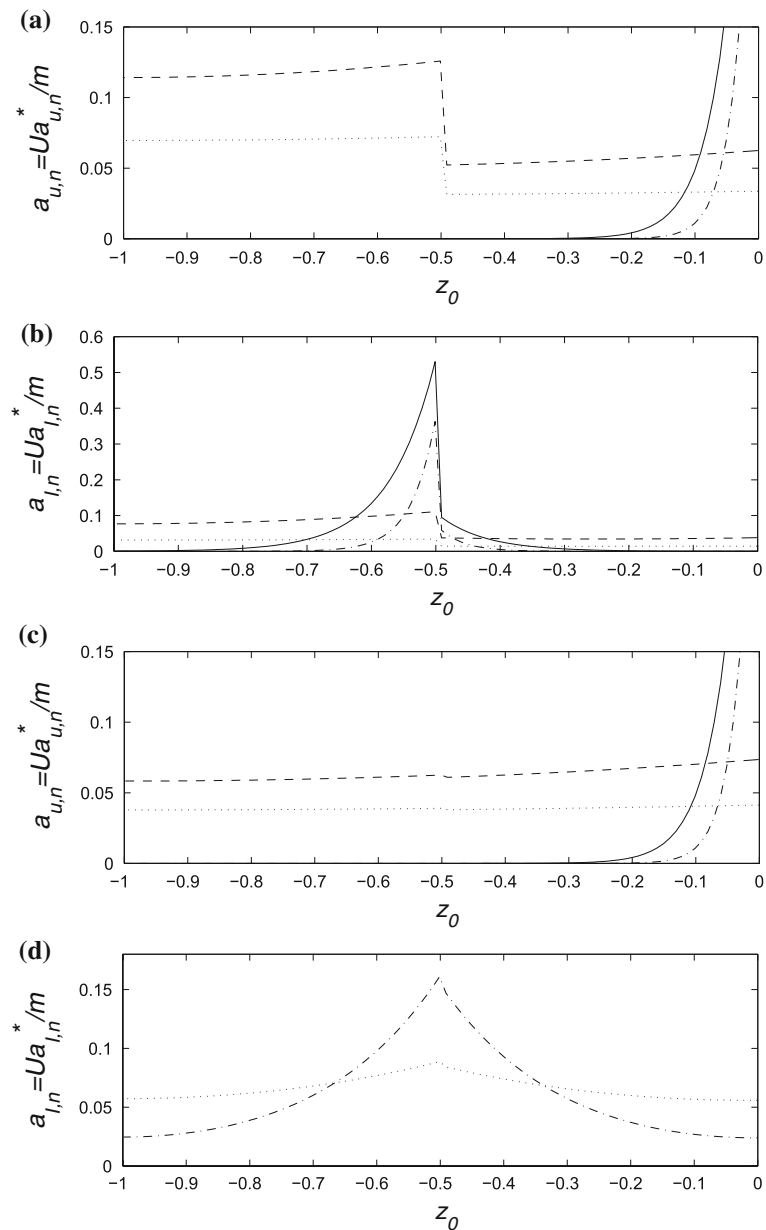 (a)
0.15
0.1
0.05
0
a_{u,n}=Ua^*_{u,n}/m
−1 −0.9 −0.8 −0.7 −0.6 −0.5 −0.4 −0.3 −0.2 −0.1 0
z_0
(b)
0.6
0.5
0.4
0.3
0.2
0.1
0
a_{l,n}=Ua^*_{l,n}/m
−1 −0.9 −0.8 −0.7 −0.6 −0.5 −0.4 −0.3 −0.2 −0.1 0
z_0
(c)
0.15
0.1
0.05
0
a_{u,n}=Ua^*_{u,n}/m
−1 −0.9 −0.8 −0.7 −0.6 −0.5 −0.4 −0.3 −0.2 −0.1 0
z_0
(d)
0.15
0.1
0.05
0
a_{l,n}=Ua^*_{l,n}/m
−1 −0.9 −0.8 −0.7 −0.6 −0.5 −0.4 −0.3 −0.2 −0.1 0
z_0